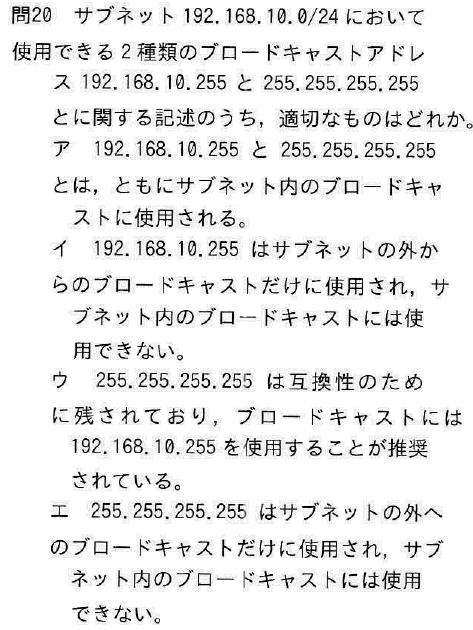 問20　サブネット 192.168.10.0/24 において
使用できる 2 種類のブロードキャストアドレ
ス 192.168.10.255 と 255.255.255.255
とに関する記述のうち，適切なものはどれか。
ア　192.168.10.255 と 255.255.255.255
とは，ともにサブネット内のブロードキャ
ストに使用される。
イ　192.168.10.255 はサブネットの外か
らのブロードキャストだけに使用され，サ
ブネット内のブロードキャストには使
用できない。
ウ　255.255.255.255 は互換性のため
に残されており，ブロードキャストには
192.168.10.255 を使用することが推奨
されている。
エ　255.255.255.255 はサブネットの外へ
のブロードキャストだけに使用され，サブ
ネット内のブロードキャストには使用
できない。